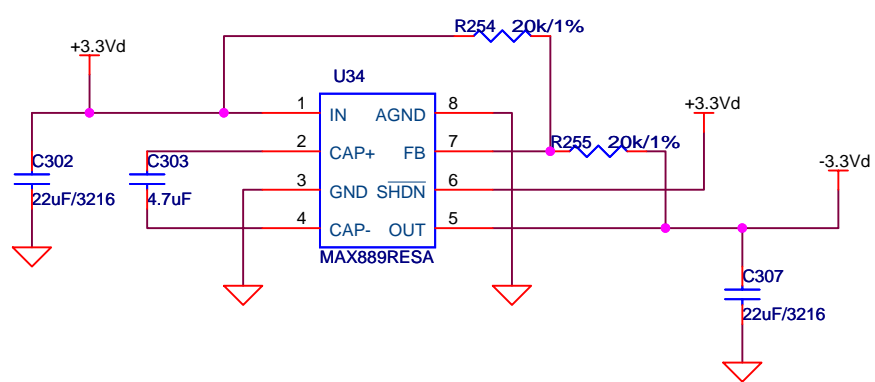 R254 20k/1%
+3.3Vd
U34
1 IN AGND 8
+3.3Vd
2 CAP+ FB 7
R255 20k/1%
C302
C303
-3.3Vd
3 GND SHDN 6
22uF/3216
4.7uF
4 CAP- OUT 5
MAX889RESA
C307
22uF/3216